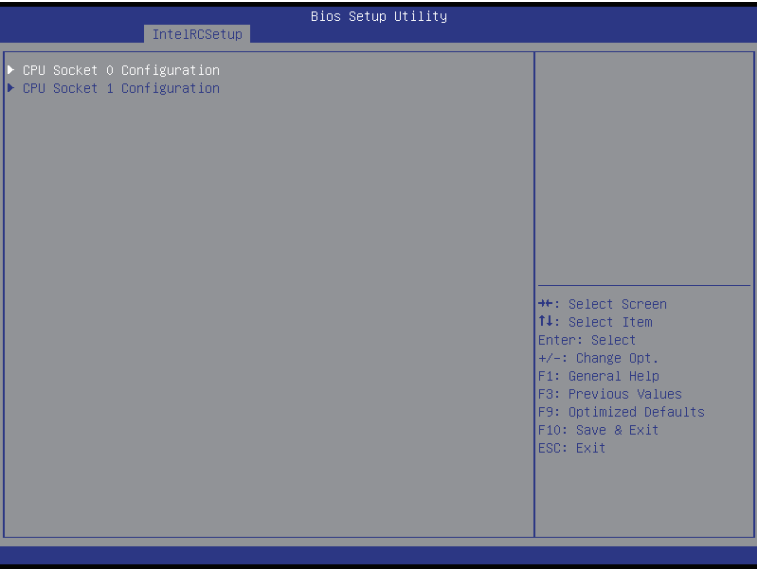 Bios Setup Utility
IntelRCSetup
CPU Socket 0 Configuration
CPU Socket 1 Configuration
→←: Select Screen
↑↓: Select Item
Enter: Select
+/-: Change Opt.
F1: General Help
F3: Previous Values
F9: Optimized Defaults
F10: Save & Exit
ESC: Exit